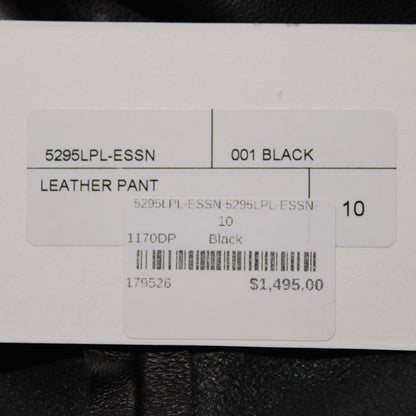 5295LPL-ESSN 001 BLACK
LEATHER PANT 10
5295LPL-ESSN-5295LPL-ESSN-
10
1170DP Black
179526 $1,495.00